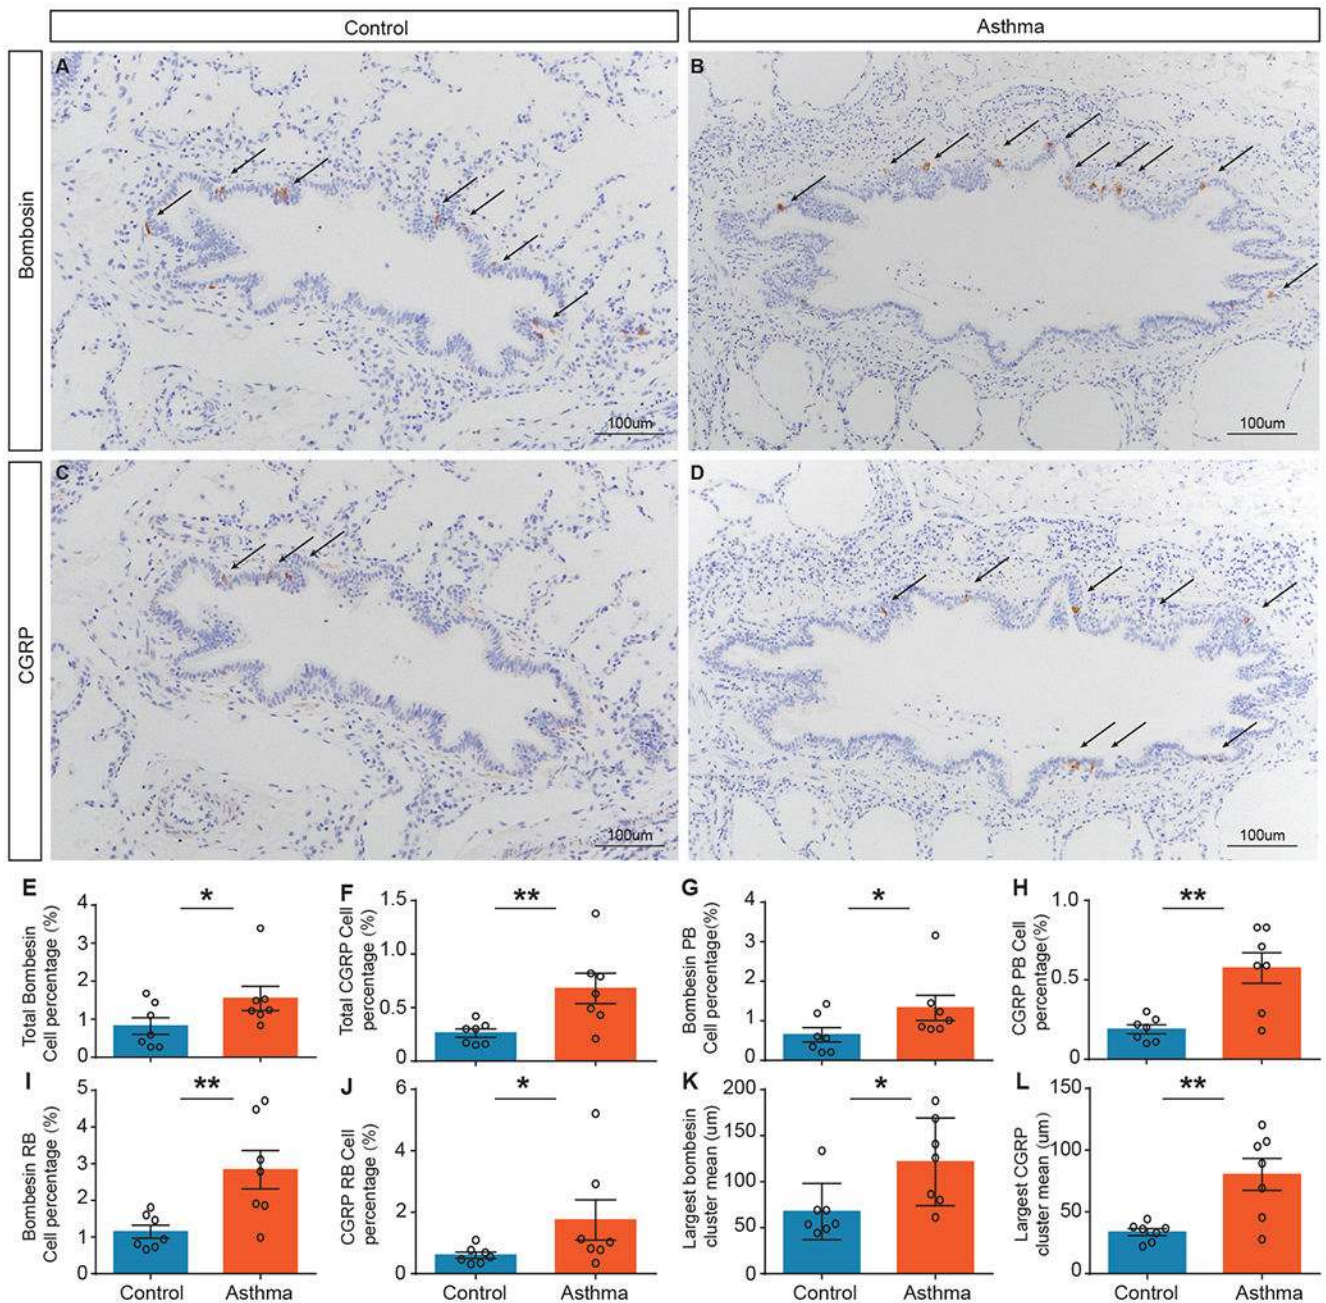 Control
Asthma
Bombosin
A
B
100um
100um
CGRP
C
D
100um
100um
E
Total Bombesin
Cell percentage (%)
4
3
2
1
0
*
F
Total CGRP Cell
percentage (%)
1.5
1.0
0.5
0
**
G
Bombesin PB
Cell percentage(%)
4
3
2
1
0
*
H
CGRP PB Cell
percentage(%)
1.0
0.5
0
**
I
Bombesin RB
Cell percentage (%)
5
4
3
2
1
0
**
Control
Asthma
J
CGRP RB Cell
percentage (%)
6
4
2
0
*
Control
Asthma
K
Largest bombesin
cluster mean (um)
200
150
100
50
0
*
Control
Asthma
L
Largest CGRP
cluster mean (um)
150
100
50
0
**
Control
Asthma